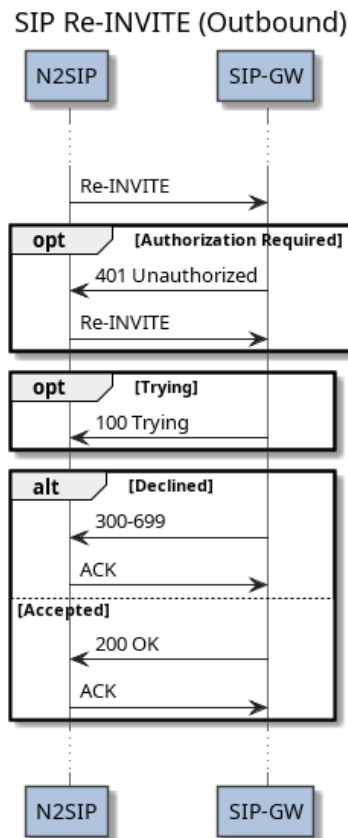 SIP Re-INVITE (Outbound)
N2SIP SIP-GW
Re-INVITE
opt [Authorization Required]
401 Unauthorized
Re-INVITE
opt [Trying]
100 Trying
alt [Declined]
300-699
ACK
[Accepted]
200 OK
ACK
N2SIP SIP-GW